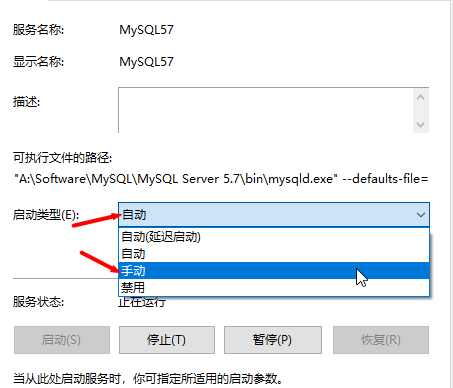 服务名称: MySQL57
显示名称: MySQL57
描述:
可执行文件的路径:
"A:\Software\MySQL\MySQL Server 5.7\bin\mysqld.exe" --defaults-file=
启动类型(E): 自动
自动(延迟启动)
自动
手动
禁用
服务状态: 正在运行
启动(S) 停止(T) 暂停(P) 恢复(R)
当从此处启动服务时，你可指定所适用的启动参数。